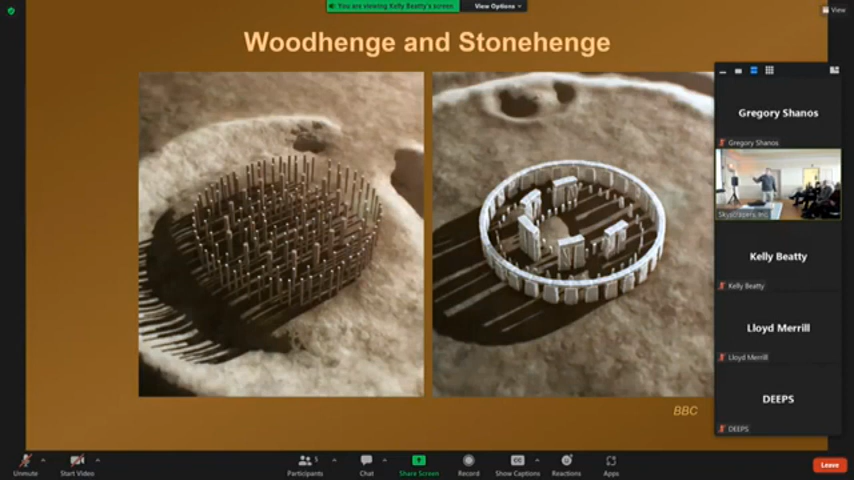 You are viewing Kelly Beatty's screen
View Options
View
Woodhenge and Stonehenge
Gregory Shanos
Gregory Shanos
Skyscrapers, Inc.
Kelly Beatty
Kelly Beatty
Lloyd Merrill
Lloyd Merrill
DEEPS
DEEPS
BBC
Unmute
Start Video
Participants
5
Chat
Share Screen
Record
Show Captions
Reactions
Apps
Leave